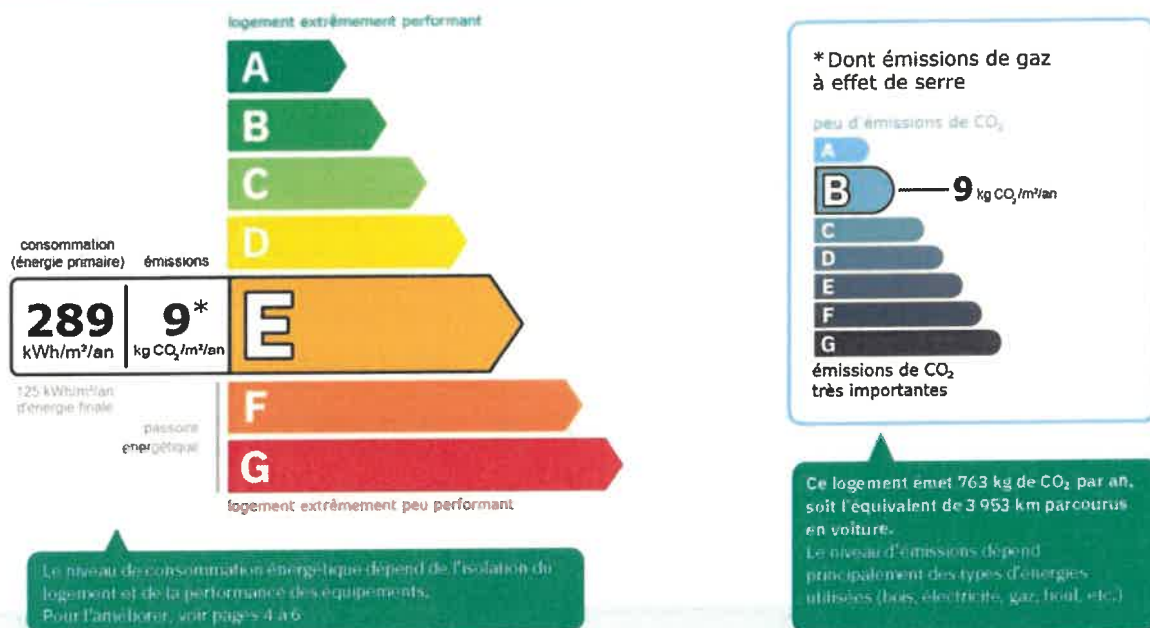 logement extrêmement performant
A
B
C
D
consommation
(énergie primaire)
émissions
289
kWh/m²/an
9*
kg CO₂/m²/an
E
125 kWh/m²/an
d'énergie finale
passoire
énergétique
F
G
logement extrêmement peu performant
Le niveau de consommation énergétique dépend de l'isolation du
logement et de la performance des équipements.
Pour l'améliorer, voir pages 4 à 6
*Dont émissions de gaz
à effet de serre
peu d'émissions de CO₂
A
B
9 kg CO₂/m²/an
C
D
E
F
G
émissions de CO₂
très importantes
Ce logement émet 763 kg de CO₂ par an,
soit l'équivalent de 3 953 km parcourus
en voiture.
Le niveau d'émissions dépend
principalement des types d'énergies
utilisées (bois, électricité, gaz, fioul, etc.)